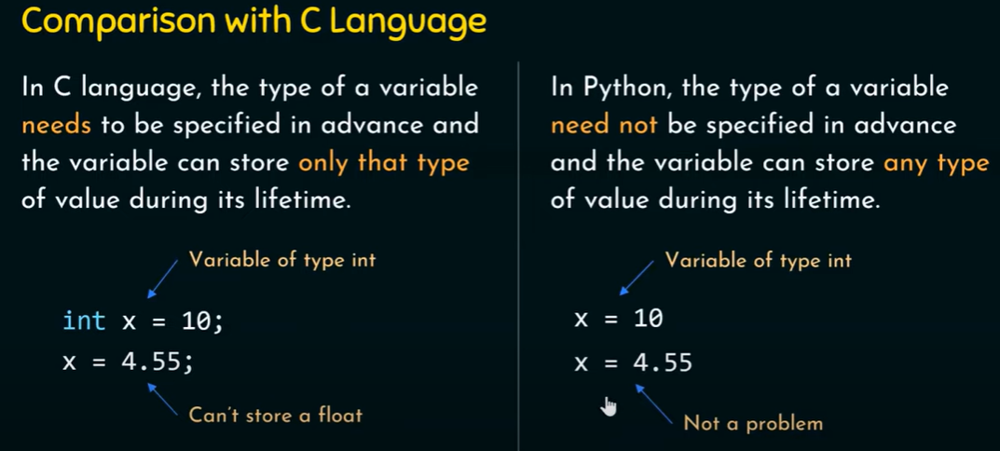 Comparison with C Language
In C language, the type of a variable
needs to be specified in advance and
the variable can store only that type
of value during its lifetime.
Variable of type int
int x = 10;
x = 4.55;
Can't store a float
In Python, the type of a variable
need not be specified in advance
and the variable can store any type
of value during its lifetime.
Variable of type int
x = 10
x = 4.55
Not a problem